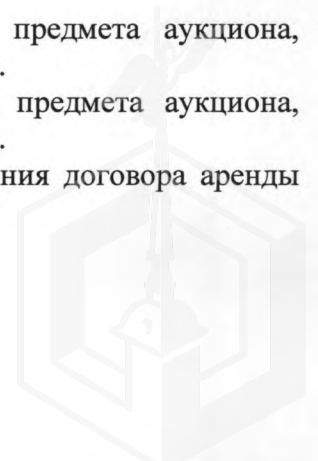 предмета аукциона,
.
предмета аукциона,
.
ния договора аренды